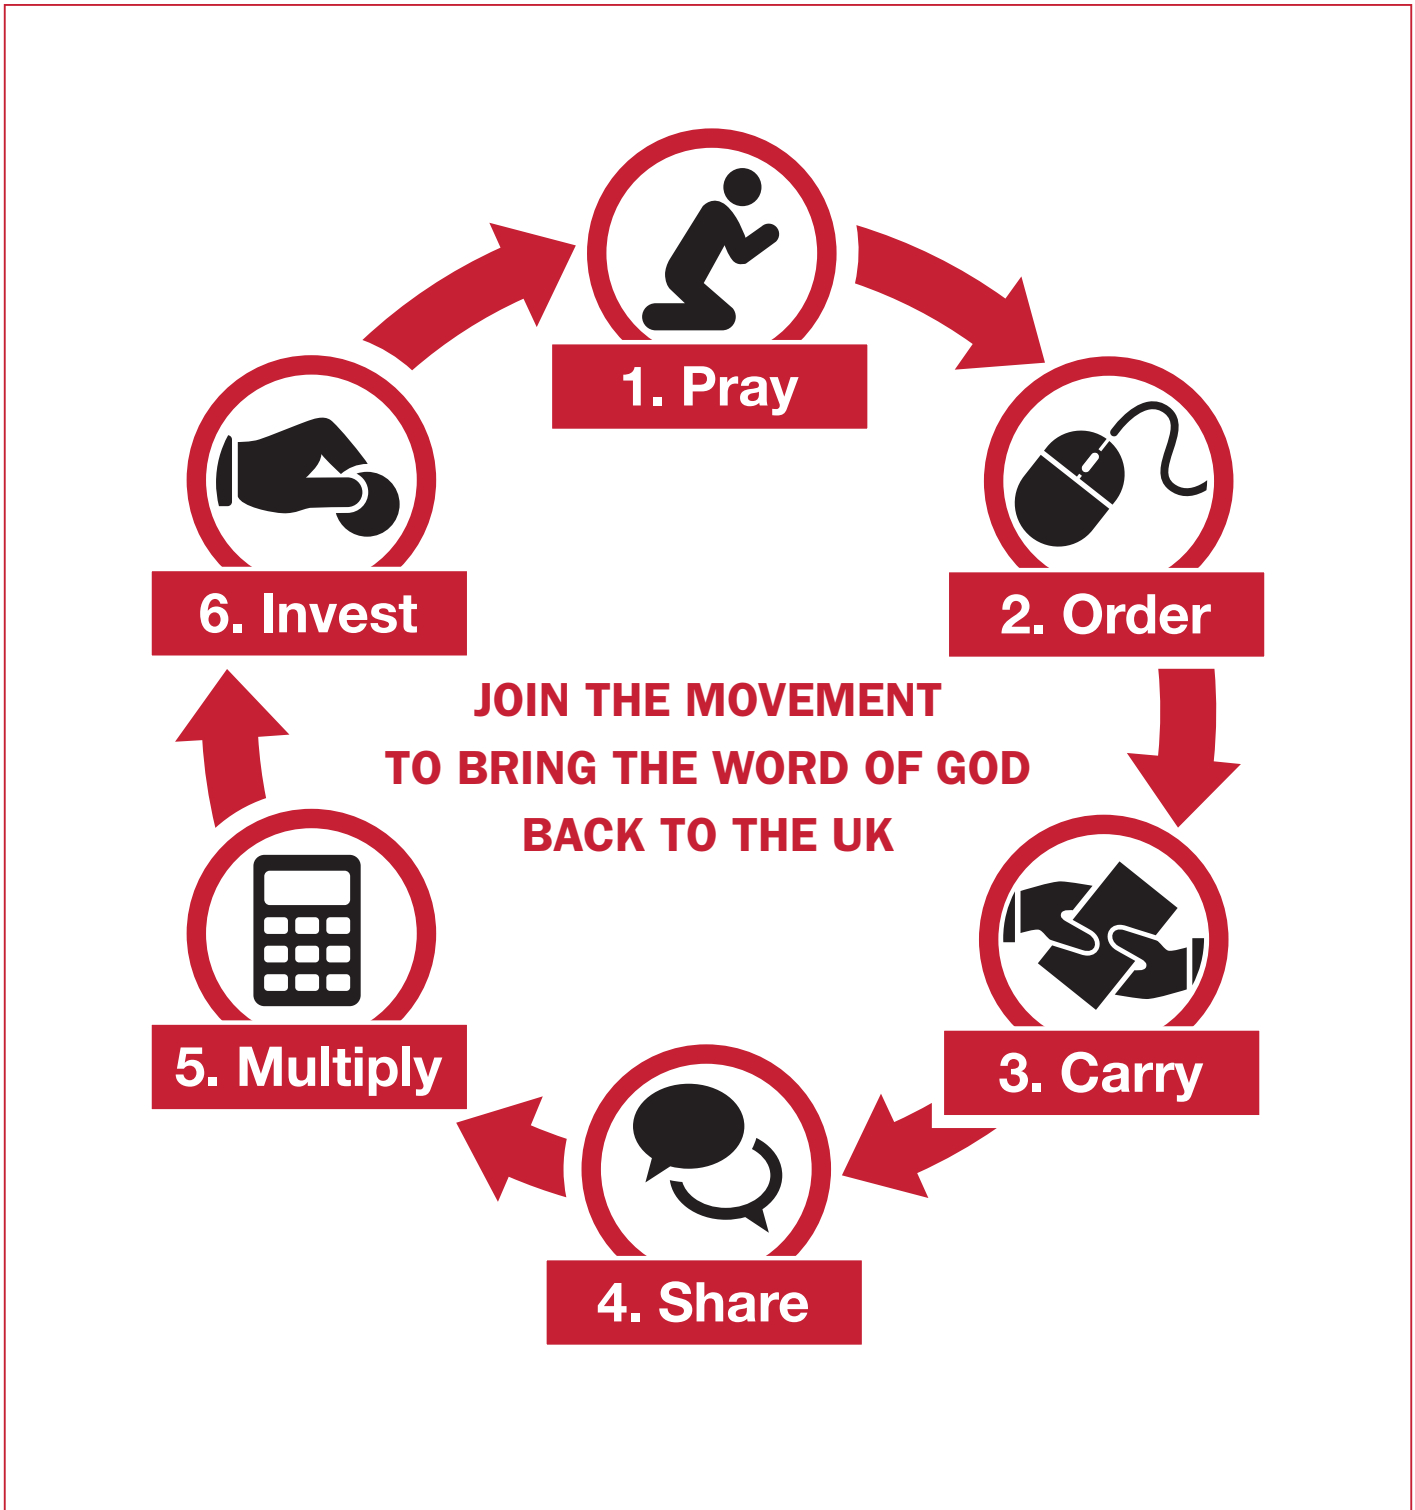 1. Pray
2. Order
3. Carry
4. Share
5. Multiply
6. Invest
JOIN THE MOVEMENT
TO BRING THE WORD OF GOD
BACK TO THE UK